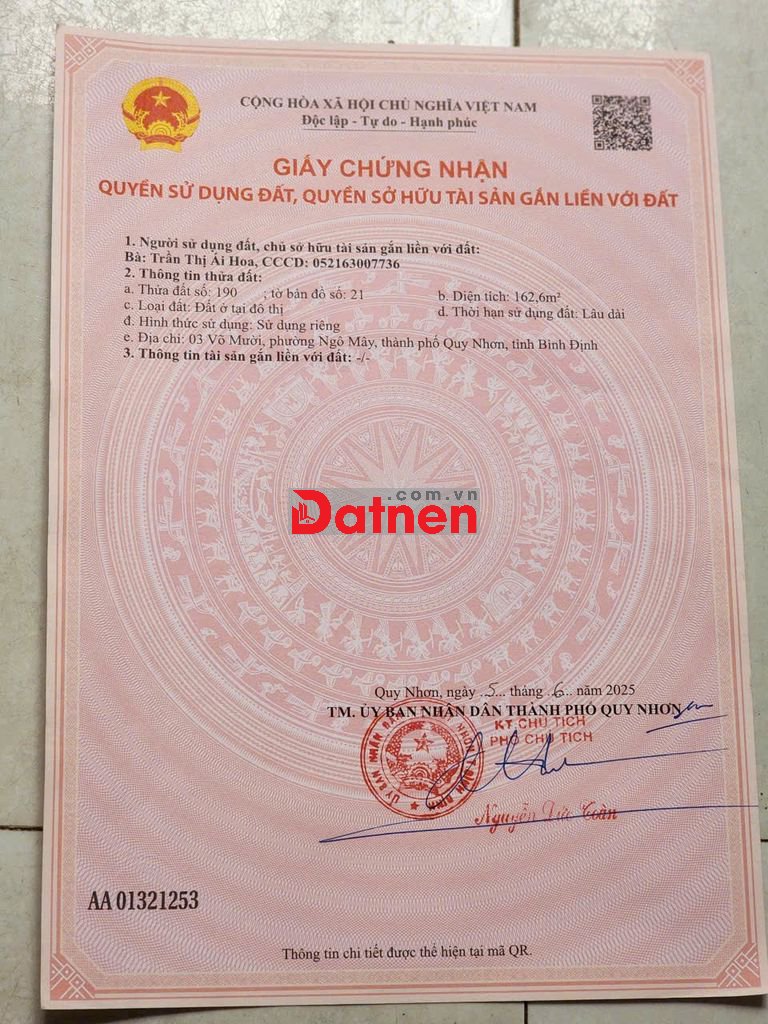 CỘNG HÒA XÃ HỘI CHỦ NGHĨA VIỆT NAM
Độc lập - Tự do - Hạnh phúc
GIẤY CHỨNG NHẬN
QUYỀN SỬ DỤNG ĐẤT, QUYỀN SỞ HỮU TÀI SẢN GẮN LIỀN VỚI ĐẤT
1. Người sử dụng đất, chủ sở hữu tài sản gắn liền với đất:
Bà: Trần Thị Ái Hoa, CCCD: 052163007736
2. Thông tin thửa đất:
a. Thửa đất số: 190 ; tờ bản đồ số: 21 b. Diện tích: 162,6m²
c. Loại đất: Đất ở tại đô thị d. Thời hạn sử dụng đất: Lâu dài
đ. Hình thức sử dụng: Sử dụng riêng
e. Địa chỉ: 03 Võ Mười, phường Ngô Mây, thành phố Quy Nhơn, tỉnh Bình Định
3. Thông tin tài sản gắn liền với đất: -/-
Datnen
.com.vn
Quy Nhơn, ngày ..5... tháng ..6.. năm 2025
TM. ỦY BAN NHÂN DÂN THÀNH PHỐ QUY NHƠN
KT CHỦ TỊCH
PHÓ CHỦ TỊCH
Nguyễn Đức Toàn
AA 01321253
Thông tin chi tiết được thể hiện tại mã QR.